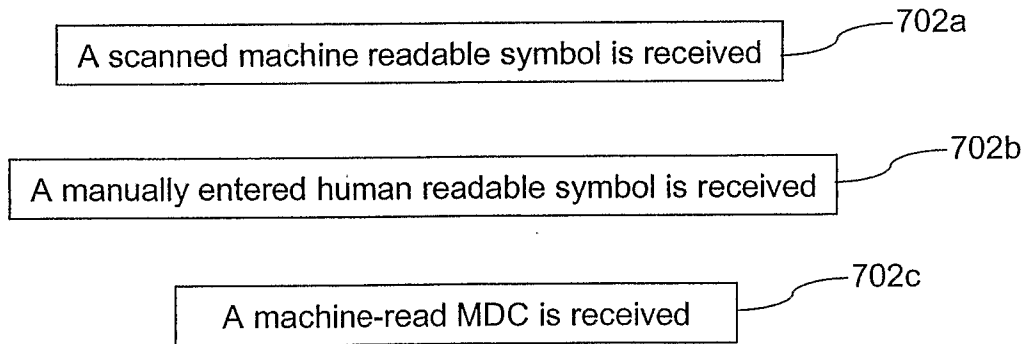 702a
A scanned machine readable symbol is received
702b
A manually entered human readable symbol is received
702c
A machine-read MDC is received